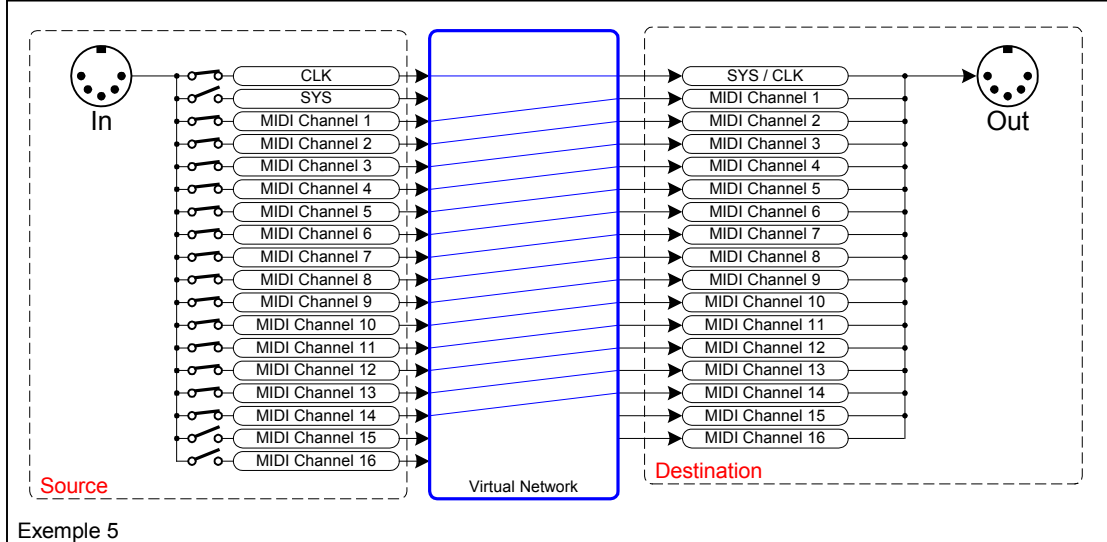 In
CLK
SYS
MIDI Channel 1
MIDI Channel 2
MIDI Channel 3
MIDI Channel 4
MIDI Channel 5
MIDI Channel 6
MIDI Channel 7
MIDI Channel 8
MIDI Channel 9
MIDI Channel 10
MIDI Channel 11
MIDI Channel 12
MIDI Channel 13
MIDI Channel 14
MIDI Channel 15
MIDI Channel 16
Source
Virtual Network
SYS / CLK
MIDI Channel 1
MIDI Channel 2
MIDI Channel 3
MIDI Channel 4
MIDI Channel 5
MIDI Channel 6
MIDI Channel 7
MIDI Channel 8
MIDI Channel 9
MIDI Channel 10
MIDI Channel 11
MIDI Channel 12
MIDI Channel 13
MIDI Channel 14
MIDI Channel 15
MIDI Channel 16
Destination
Out
Exemple 5